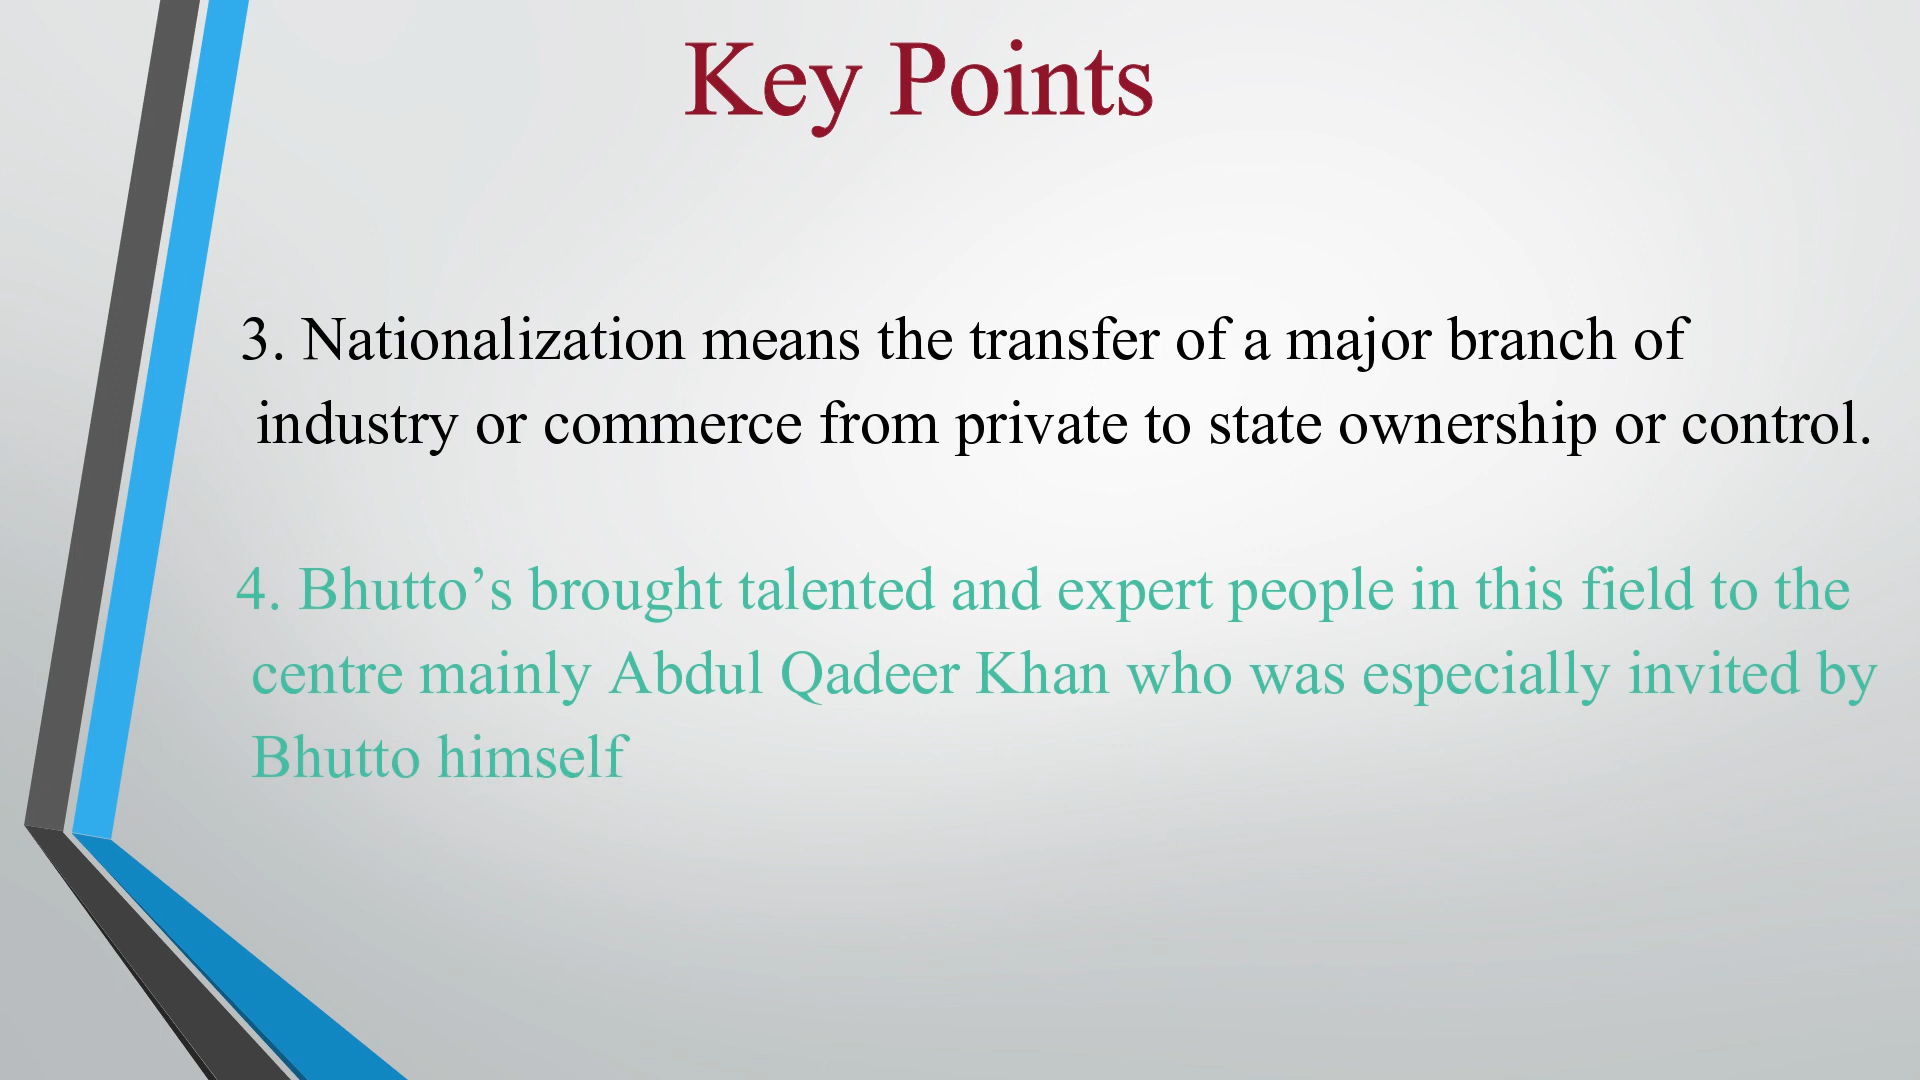 Key Points
3. Nationalization means the transfer of a major branch of
industry or commerce from private to state ownership or control.
4. Bhutto’s brought talented and expert people in this field to the
centre mainly Abdul Qadeer Khan who was especially invited by
Bhutto himself